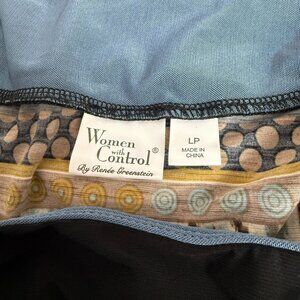 Women
with
Control®
By Renée Greenstein
LP
MADE IN
CHINA